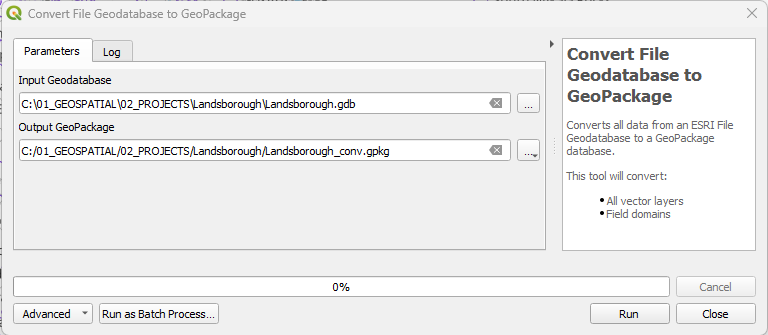 Convert File Geodatabase to GeoPackage
Parameters
Log
Input Geodatabase
C:\01_GEOSPATIAL\02_PROJECTS\Landsborough\Landsborough.gdb
...
Output GeoPackage
C:/01_GEOSPATIAL/02_PROJECTS/Landsborough/Landsborough_conv.gpkg
...
Convert File
Geodatabase to
GeoPackage
Converts all data from an ESRI File
Geodatabase to a GeoPackage
database.
This tool will convert:
• All vector layers
• Field domains
0%
Cancel
Advanced
Run as Batch Process...
Run
Close